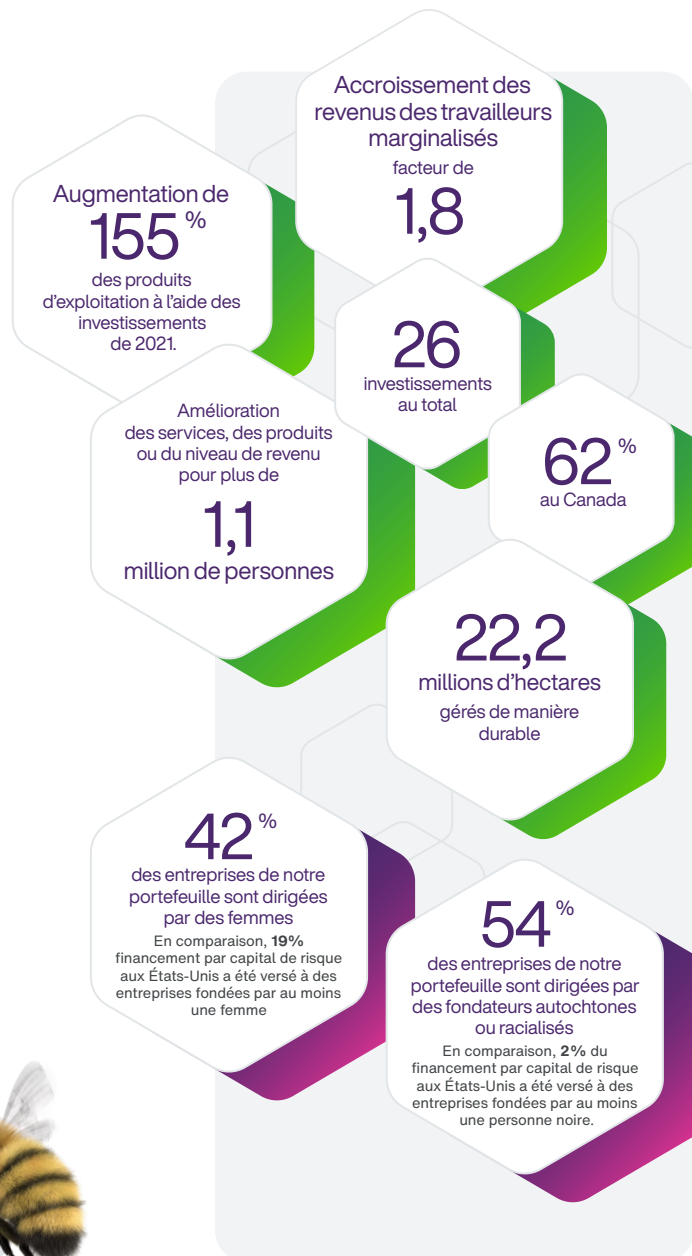 Accroissement des
revenus des travailleurs
marginalisés
facteur de
1,8
Augmentation de
155 %
des produits
d'exploitation à l'aide des
investissements
de 2021.
26
investissements
au total
Amélioration
des services, des produits
ou du niveau de revenu
pour plus de
1,1
million de personnes
62 %
au Canada
22,2
millions d'hectares
gérés de manière
durable
42 %
des entreprises de notre
portefeuille sont dirigées
par des femmes
En comparaison, 19%
financement par capital de risque
aux États-Unis a été versé à des
entreprises fondées par au moins
une femme
54 %
des entreprises de notre
portefeuille sont dirigées par
des fondateurs autochtones
ou racialisés
En comparaison, 2% du
financement par capital de risque
aux États-Unis a été versé à des
entreprises fondées par au moins
une personne noire.